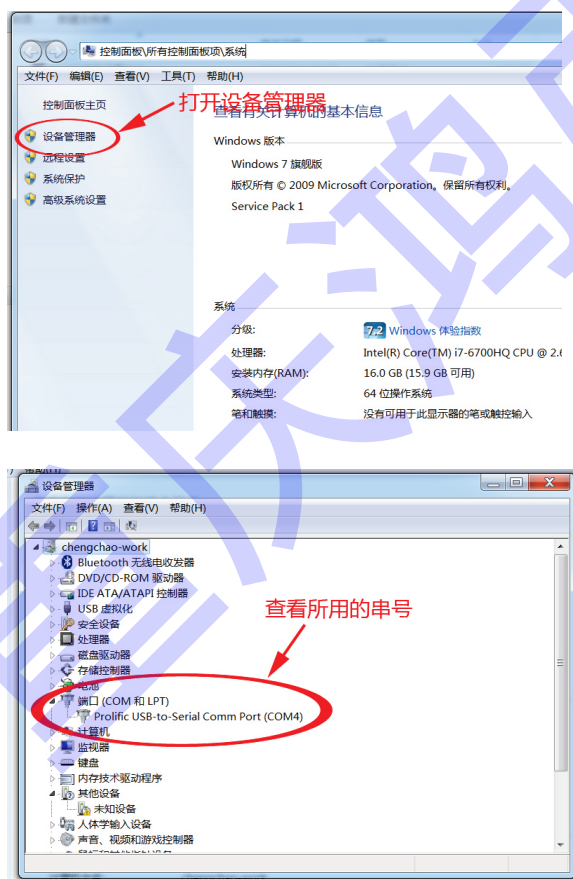 控制面板\所有控制面板项\系统
文件(F) 编辑(E) 查看(V) 工具(T) 帮助(H)
控制面板主页
打开设备管理器
查看有关计算机的基本信息
设备管理器
Windows 版本
远程设置
Windows 7 旗舰版
系统保护
版权所有 © 2009 Microsoft Corporation。保留所有权利。
高级系统设置
Service Pack 1
系统
分级:
7.2 Windows 体验指数
处理器:
Intel(R) Core(TM) i7-6700HQ CPU @ 2.6
安装内存(RAM):
16.0 GB (15.9 GB 可用)
系统类型:
64 位操作系统
笔和触摸:
没有可用于此显示器的笔或触控输入
设备管理器
文件(F) 操作(A) 查看(V) 帮助(H)
chengchao-work
Bluetooth 无线电收发器
DVD/CD-ROM 驱动器
IDE ATA/ATAPI 控制器
USB 虚拟化
查看所用的串号
安全设备
处理器
磁盘驱动器
存储控制器
电池
端口 (COM 和 LPT)
Prolific USB-to-Serial Comm Port (COM4)
计算机
监视器
键盘
内存技术驱动程序
其他设备
未知设备
人体学输入设备
声音、视频和游戏控制器